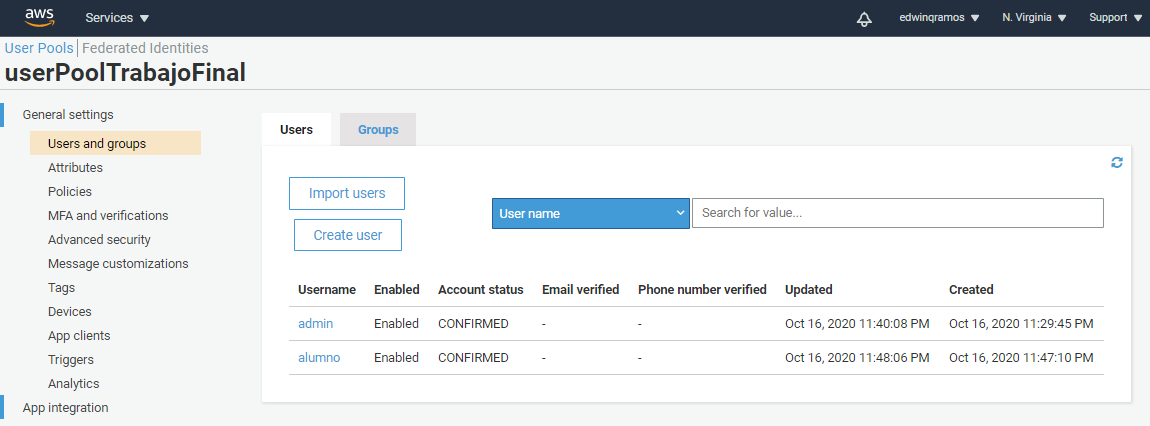 aws Services edwinqramos N. Virginia Support
User Pools | Federated Identities
userPoolTrabajoFinal
General settings
Users and groups
Attributes
Policies
MFA and verifications
Advanced security
Message customizations
Tags
Devices
App clients
Triggers
Analytics
App integration
Users Groups
Import users
Create user
User name Search for value...
Username Enabled Account status Email verified Phone number verified Updated Created
admin Enabled CONFIRMED - - Oct 16, 2020 11:40:08 PM Oct 16, 2020 11:29:45 PM
alumno Enabled CONFIRMED - - Oct 16, 2020 11:48:06 PM Oct 16, 2020 11:47:10 PM